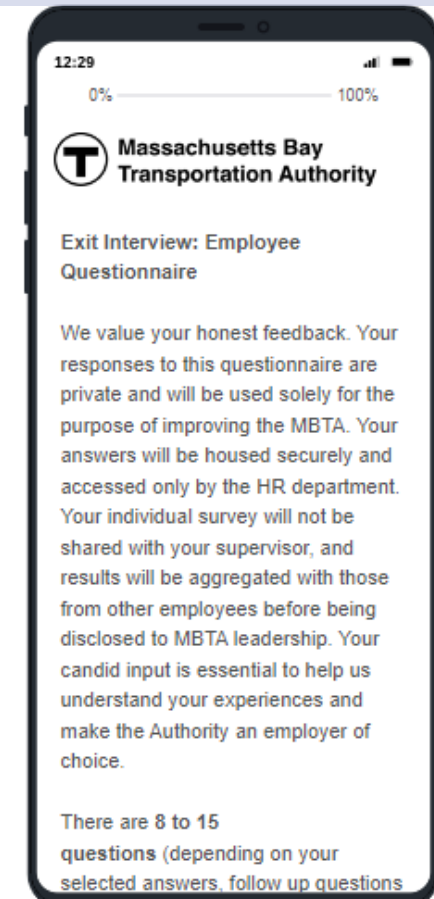 12:29
0% 100%
T
Massachusetts Bay
Transportation Authority
Exit Interview: Employee
Questionnaire
We value your honest feedback. Your
responses to this questionnaire are
private and will be used solely for the
purpose of improving the MBTA. Your
answers will be housed securely and
accessed only by the HR department.
Your individual survey will not be
shared with your supervisor, and
results will be aggregated with those
from other employees before being
disclosed to MBTA leadership. Your
candid input is essential to help us
understand your experiences and
make the Authority an employer of
choice.
There are 8 to 15
questions (depending on your
selected answers, follow up questions